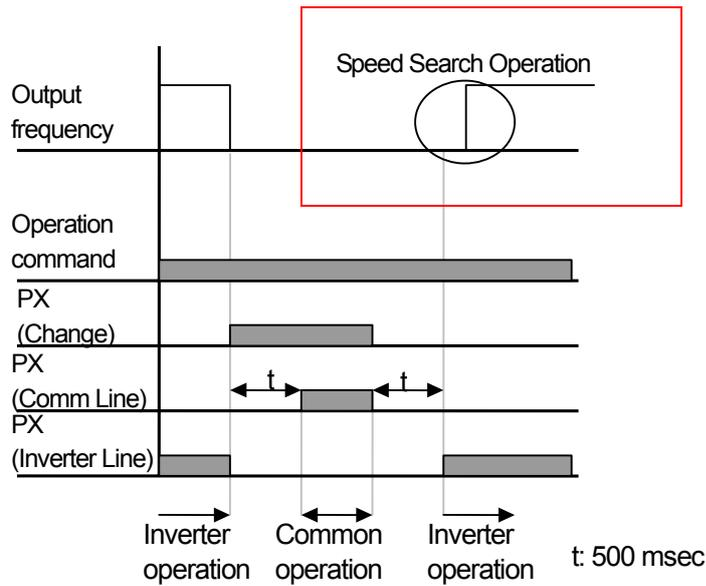 Speed Search Operation
Output
frequency
Operation
command
PX
(Change)
PX
(Comm Line)
t
t
PX
(Inverter Line)
Inverter
operation
Common
operation
Inverter
operation
t: 500 msec